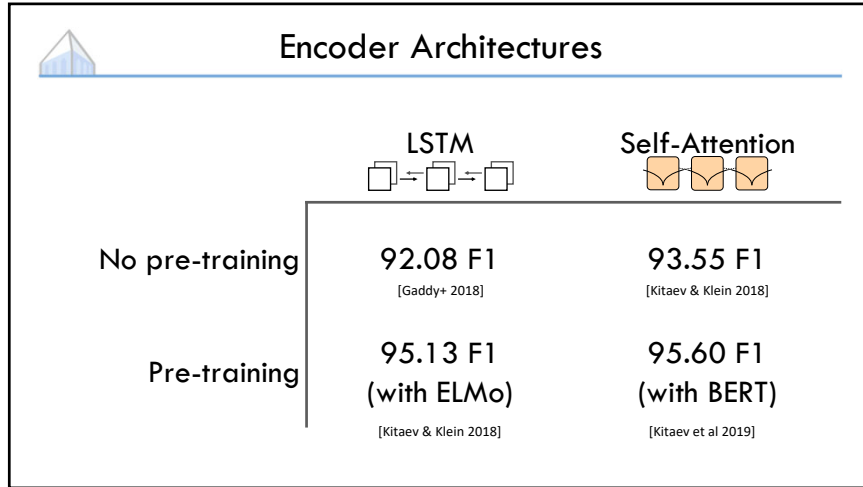 Encoder Architectures
LSTM
Self-Attention
No pre-training
92.08 F1
93.55 F1
[Gaddy+ 2018]
[Kitaev & Klein 2018]
Pre-training
95.13 F1
(with ELMo)
95.60 F1
(with BERT)
[Kitaev & Klein 2018]
[Kitaev et al 2019]